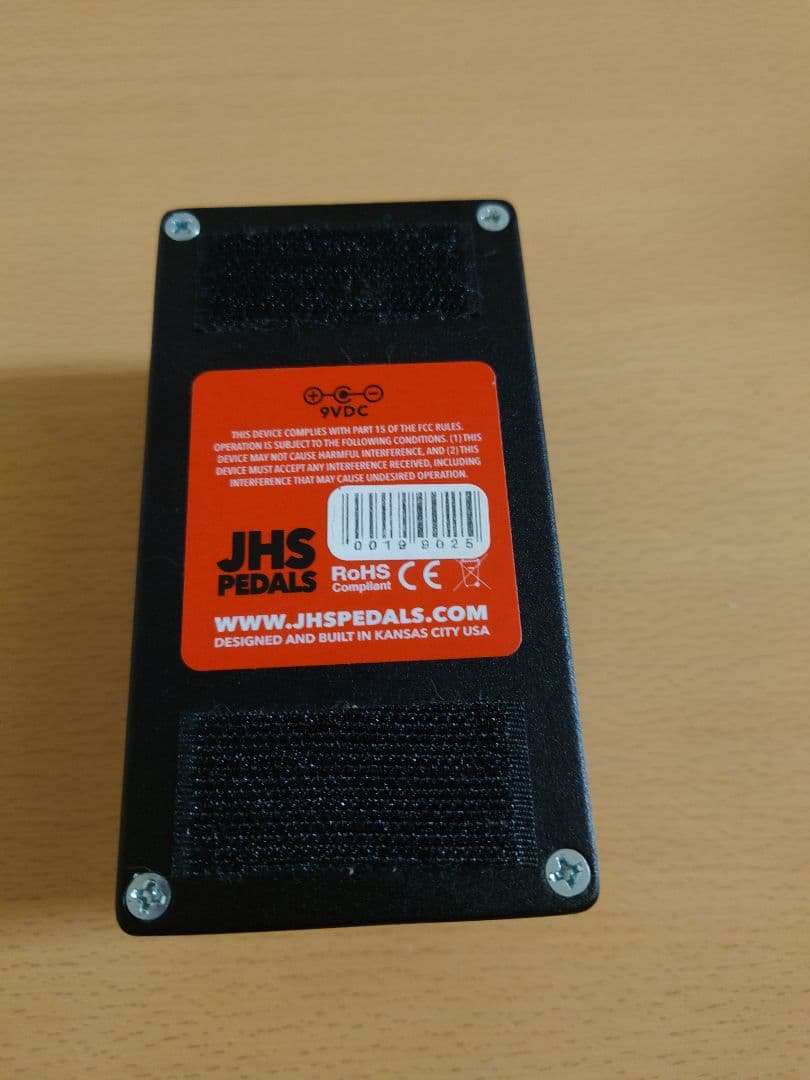 9VDC
THIS DEVICE COMPLIES WITH PART 15 OF THE FCC RULES.
OPERATION IS SUBJECT TO THE FOLLOWING CONDITIONS. (1) THIS
DEVICE MAY NOT CAUSE HARMFUL INTERFERENCE, AND (2) THIS
DEVICE MUST ACCEPT ANY INTERFERENCE RECEIVED, INCLUDING
INTERFERENCE THAT MAY CAUSE UNDESIRED OPERATION.
00199025
JHS
PEDALS
RoHS
Compliant
CE
WWW.JHSPEDALS.COM
DESIGNED AND BUILT IN KANSAS CITY USA